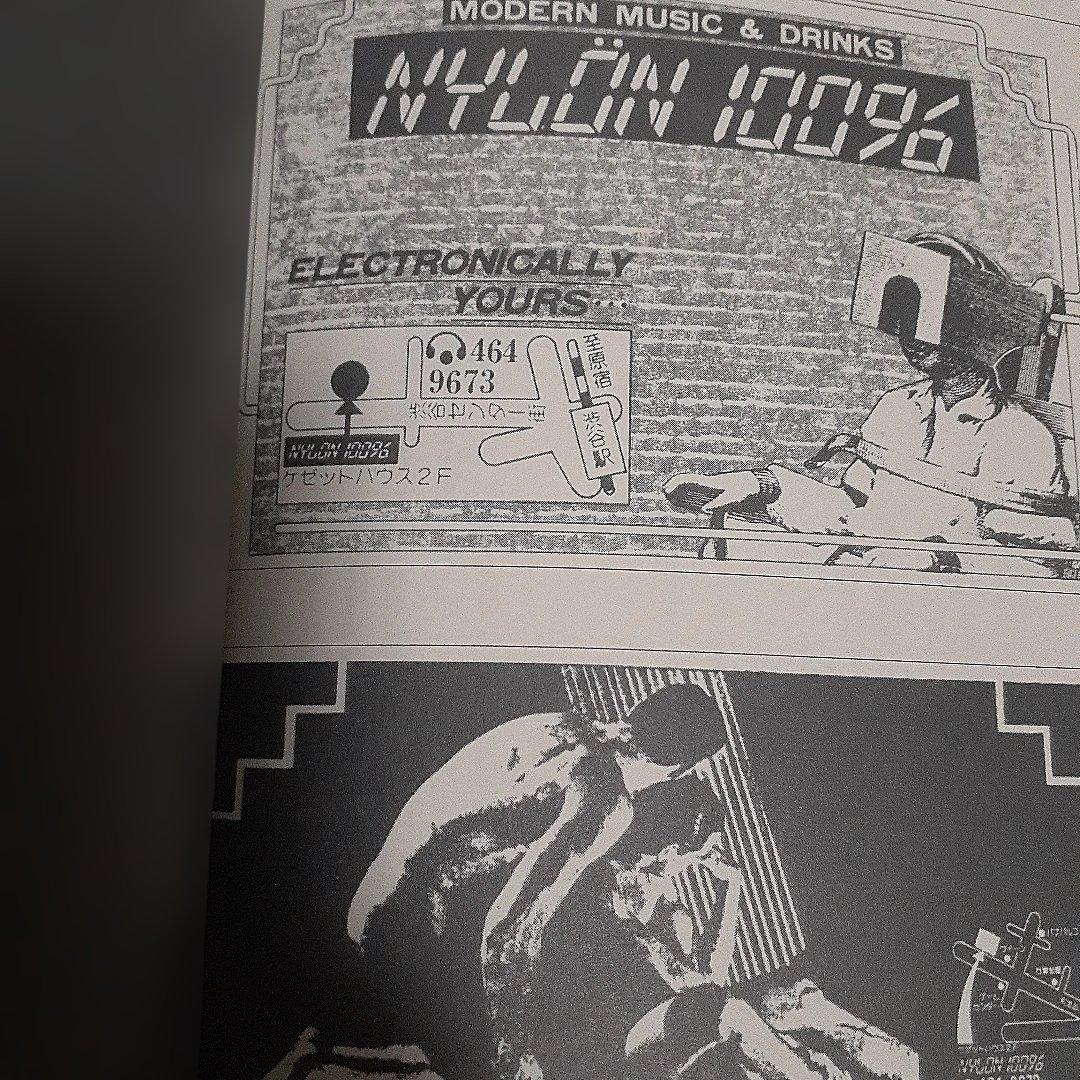 MODERN MUSIC & DRINKS
NYLÖN 100%
ELECTRONICALLY
YOURS...
464
9673
至原宿
渋谷センター街
渋谷駅
NYLON 100%
ケゼットハウス2F
NYLON 100%